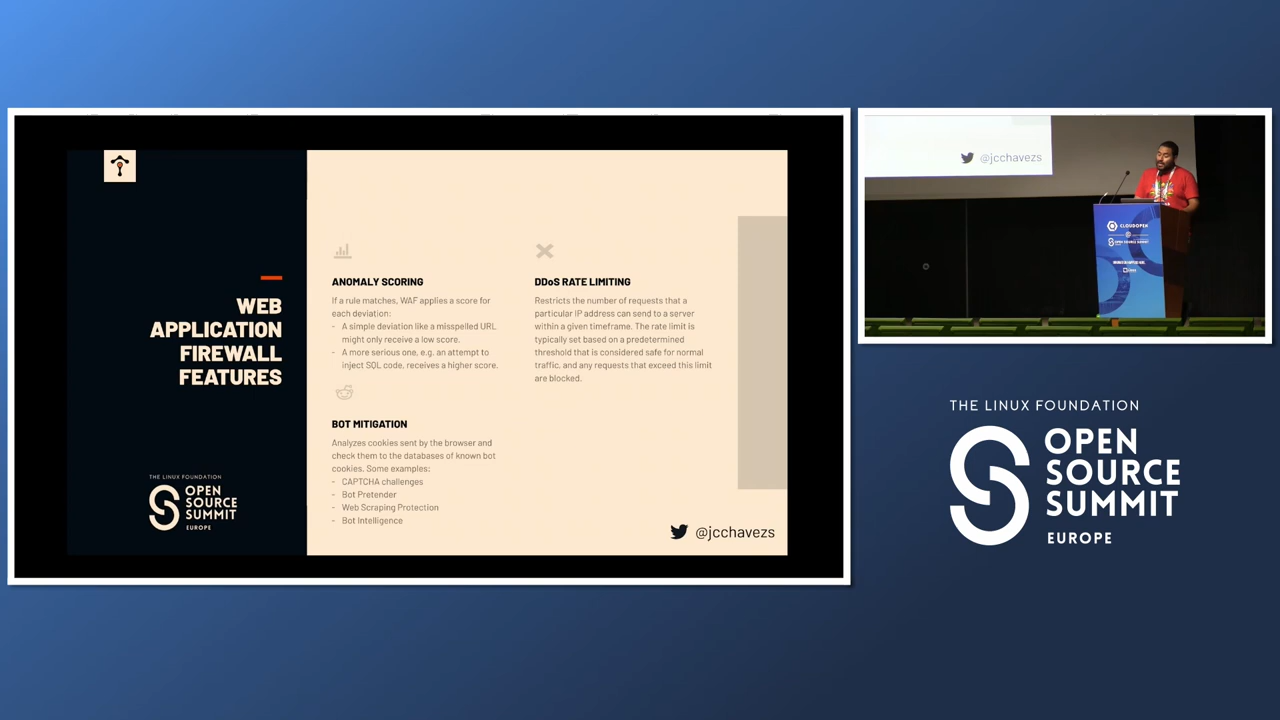 WEB
APPLICATION
FIREWALL
FEATURES
THE LINUX FOUNDATION
OPEN
SOURCE
SUMMIT
EUROPE
ANOMALY SCORING
If a rule matches, WAF applies a score for
each deviation:
- A simple deviation like a misspelled URL
might only receive a low score.
- A more serious one, e.g. an attempt to
inject SQL code, receives a higher score.
BOT MITIGATION
Analyzes cookies sent by the browser and
check them to the databases of known bot
cookies. Some examples:
- CAPTCHA challenges
- Bot Pretender
- Web Scraping Protection
- Bot Intelligence
DDoS RATE LIMITING
Restricts the number of requests that a
particular IP address can send to a server
within a given timeframe. The rate limit is
typically set based on a predetermined
threshold that is considered safe for normal
traffic, and any requests that exceed this limit
are blocked.
@jcchavezs
@jcchavezs
CLOUDOPEN
OPEN SOURCE SUMMIT
THE LINUX FOUNDATION
OPEN
SOURCE
SUMMIT
EUROPE